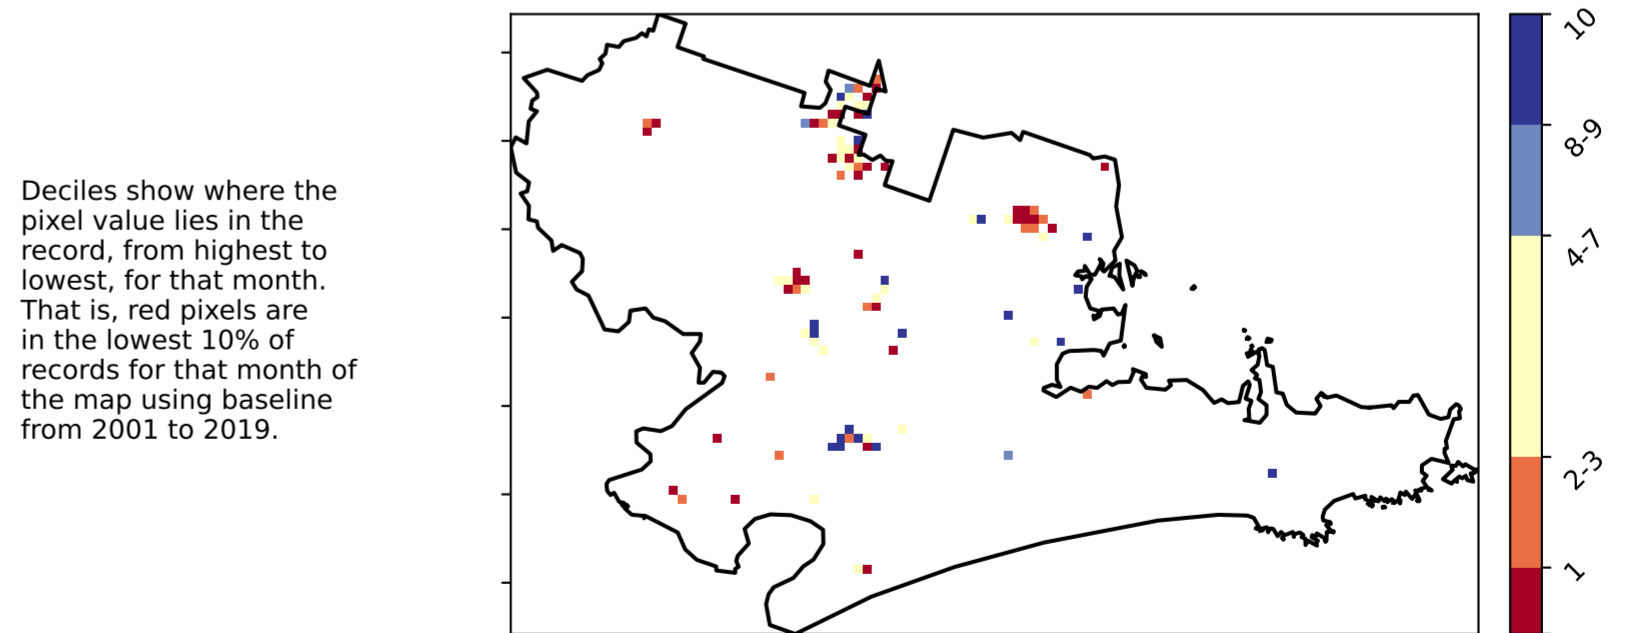 Deciles show where the
pixel value lies in the
record, from highest to
lowest, for that month.
That is, red pixels are
in the lowest 10% of
records for that month of
the map using baseline
from 2001 to 2019.
10
8-9
4-7
2-3
1